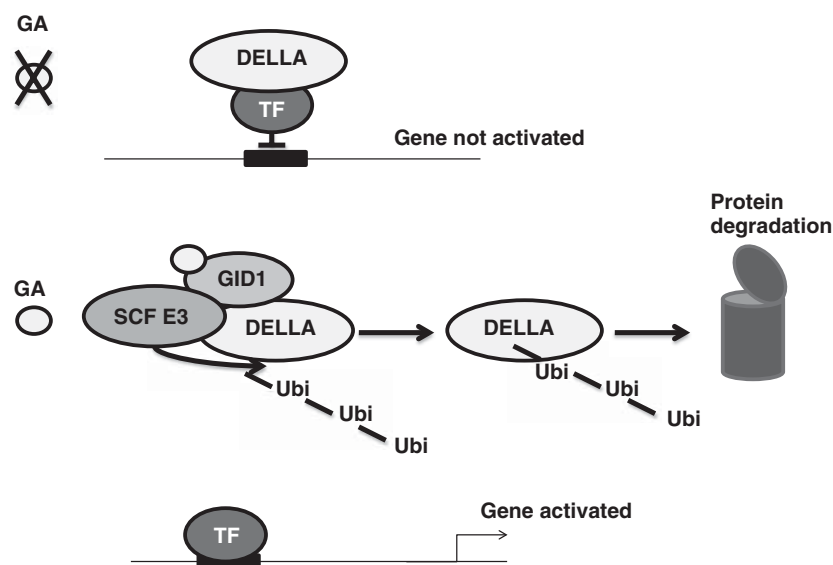 GA
DELLA
TF
Gene not activated
Protein
degradation
GA
GID1
SCF E3
DELLA
DELLA
Ubi
Ubi
Ubi
Ubi
Ubi
Ubi
Gene activated
TF